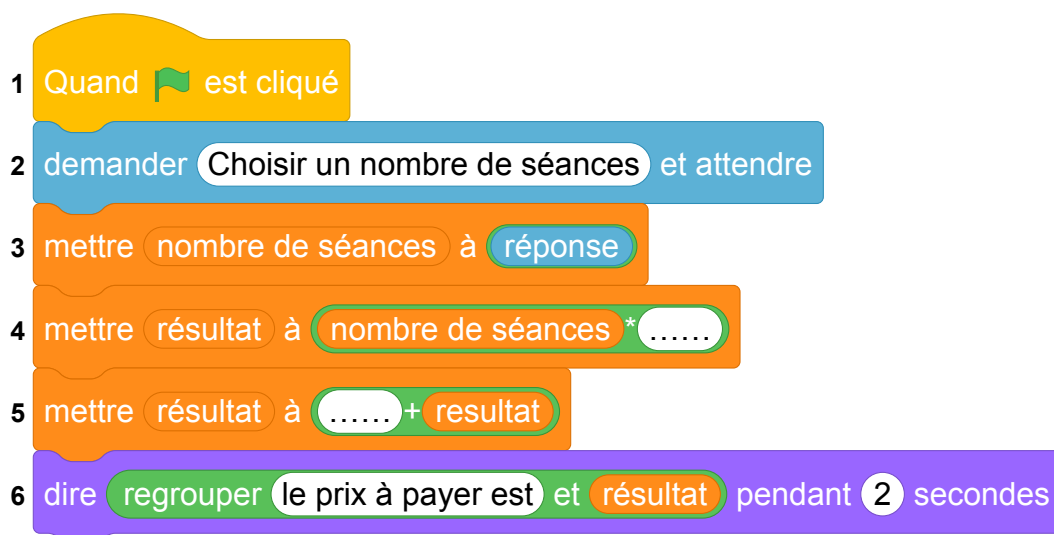 1 Quand est cliqué
2 demander Choisir un nombre de séances et attendre
3 mettre nombre de séances à réponse
4 mettre résultat à nombre de séances * ......
5 mettre résultat à ...... + resultat
6 dire regrouper le prix à payer est et résultat pendant 2 secondes